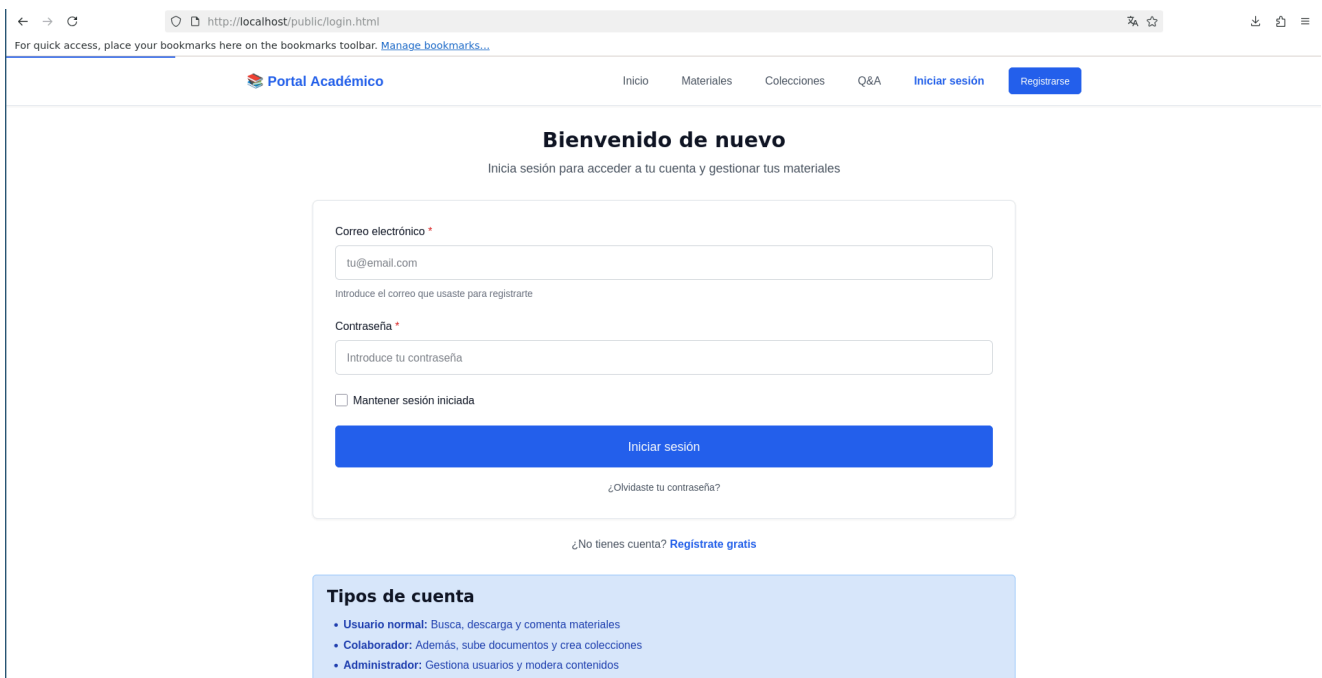 http://localhost/public/login.html
For quick access, place your bookmarks here on the bookmarks toolbar. Manage bookmarks…
Portal Académico
Inicio Materiales Colecciones Q&A Iniciar sesión Registrarse
Bienvenido de nuevo
Inicia sesión para acceder a tu cuenta y gestionar tus materiales
Correo electrónico *
tu@email.com
Introduce el correo que usaste para registrarte
Contraseña *
Introduce tu contraseña
Mantener sesión iniciada
Iniciar sesión
¿Olvidaste tu contraseña?
¿No tienes cuenta? Regístrate gratis
Tipos de cuenta
• Usuario normal: Busca, descarga y comenta materiales
• Colaborador: Además, sube documentos y crea colecciones
• Administrador: Gestiona usuarios y modera contenidos